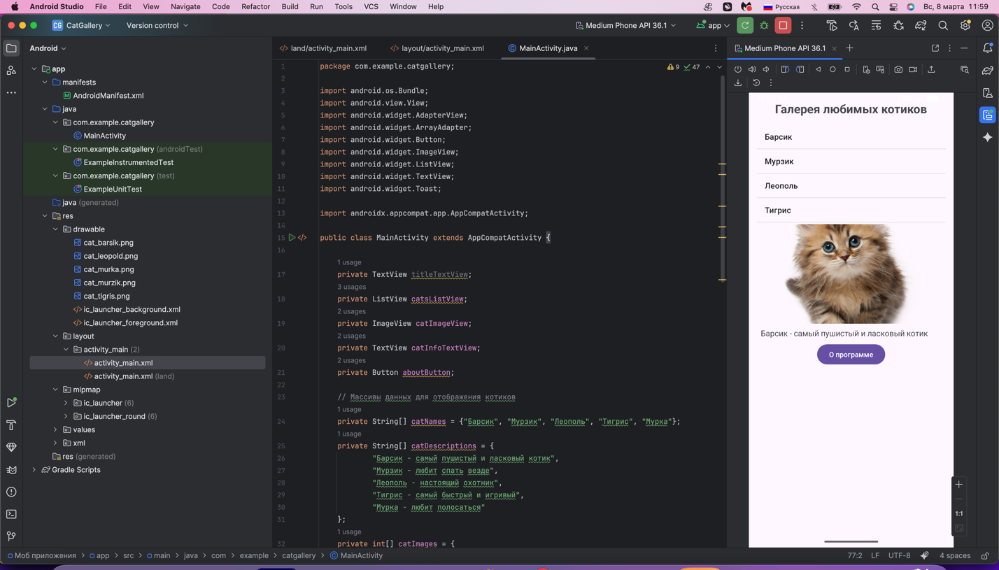 Android Studio File Edit View Navigate Code Refactor Build Run Tools VCS Window Help Русская Вс, 8 марта 11:59
CG CatGallery Version control Medium Phone API 36.1 app
Android
land/activity_main.xml layout/activity_main.xml MainActivity.java
Medium Phone API 36.1
app
manifests
AndroidManifest.xml
java
com.example.catgallery
MainActivity
com.example.catgallery (androidTest)
ExampleInstrumentedTest
com.example.catgallery (test)
ExampleUnitTest
java (generated)
res
drawable
cat_barsik.png
cat_leopold.png
cat_murka.png
cat_murzik.png
cat_tigris.png
ic_launcher_background.xml
ic_launcher_foreground.xml
layout
activity_main (2)
activity_main.xml
activity_main.xml (land)
mipmap
ic_launcher (6)
ic_launcher_round (6)
values
xml
res (generated)
Gradle Scripts
9 47
1 package com.example.catgallery;
2
3 import android.os.Bundle;
4 import android.view.View;
5 import android.widget.AdapterView;
6 import android.widget.ArrayAdapter;
7 import android.widget.Button;
8 import android.widget.ImageView;
9 import android.widget.ListView;
10 import android.widget.TextView;
11 import android.widget.Toast;
12
13 import androidx.appcompat.app.AppCompatActivity;
14
15 public class MainActivity extends AppCompatActivity {
16
1 usage
17 private TextView titleTextView;
3 usages
18 private ListView catsListView;
2 usages
19 private ImageView catImageView;
2 usages
20 private TextView catInfoTextView;
2 usages
21 private Button aboutButton;
22
23 // Массивы данных для отображения котиков
1 usage
24 private String[] catNames = {"Барсик", "Мурзик", "Леополь", "Тигрис", "Мурка"};
1 usage
25 private String[] catDescriptions = {
26 "Барсик - самый пушистый и ласковый котик",
27 "Мурзик - любит спать везде",
28 "Леополь - настоящий охотник",
29 "Тигрис - самый быстрый и игривый",
30 "Мурка - любит полосаться"
31 };
1 usage
32 private int[] catImages = {
Галерея любимых котиков
Барсик
Мурзик
Леополь
Тигрис
Барсик - самый пушистый и ласковый котик
О программе
1:1
Моб приложения app src main java com example catgallery MainActivity 77:2 LF UTF-8 4 spaces